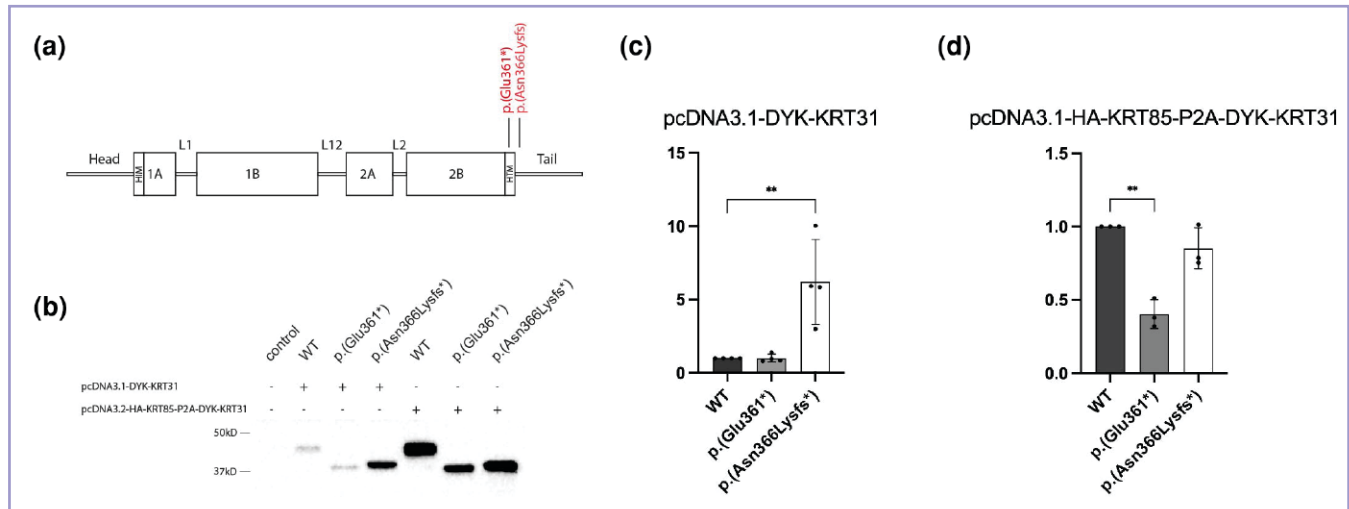 (a)
p.(Glu361*)
p.(Asn366Lysfs)
Head
L1
L12
L2
Tail
HIM
1A
1B
2A
2B
HTM
(b)
control
WT
p.(Glu361*)
p.(Asn366Lysfs*)
WT
p.(Glu361*)
p.(Asn366Lysfs*)
pcDNA3.1-DYK-KRT31 - + + + - - -
pcDNA3.2-HA-KRT85-P2A-DYK-KRT31 - - - - + + +
50kD
37kD
(c)
pcDNA3.1-DYK-KRT31
15
10
5
0
**
WT
p.(Glu361*)
p.(Asn366Lysfs*)
(d)
pcDNA3.1-HA-KRT85-P2A-DYK-KRT31
1.5
1.0
0.5
0.0
**
WT
p.(Glu361*)
p.(Asn366Lysfs*)